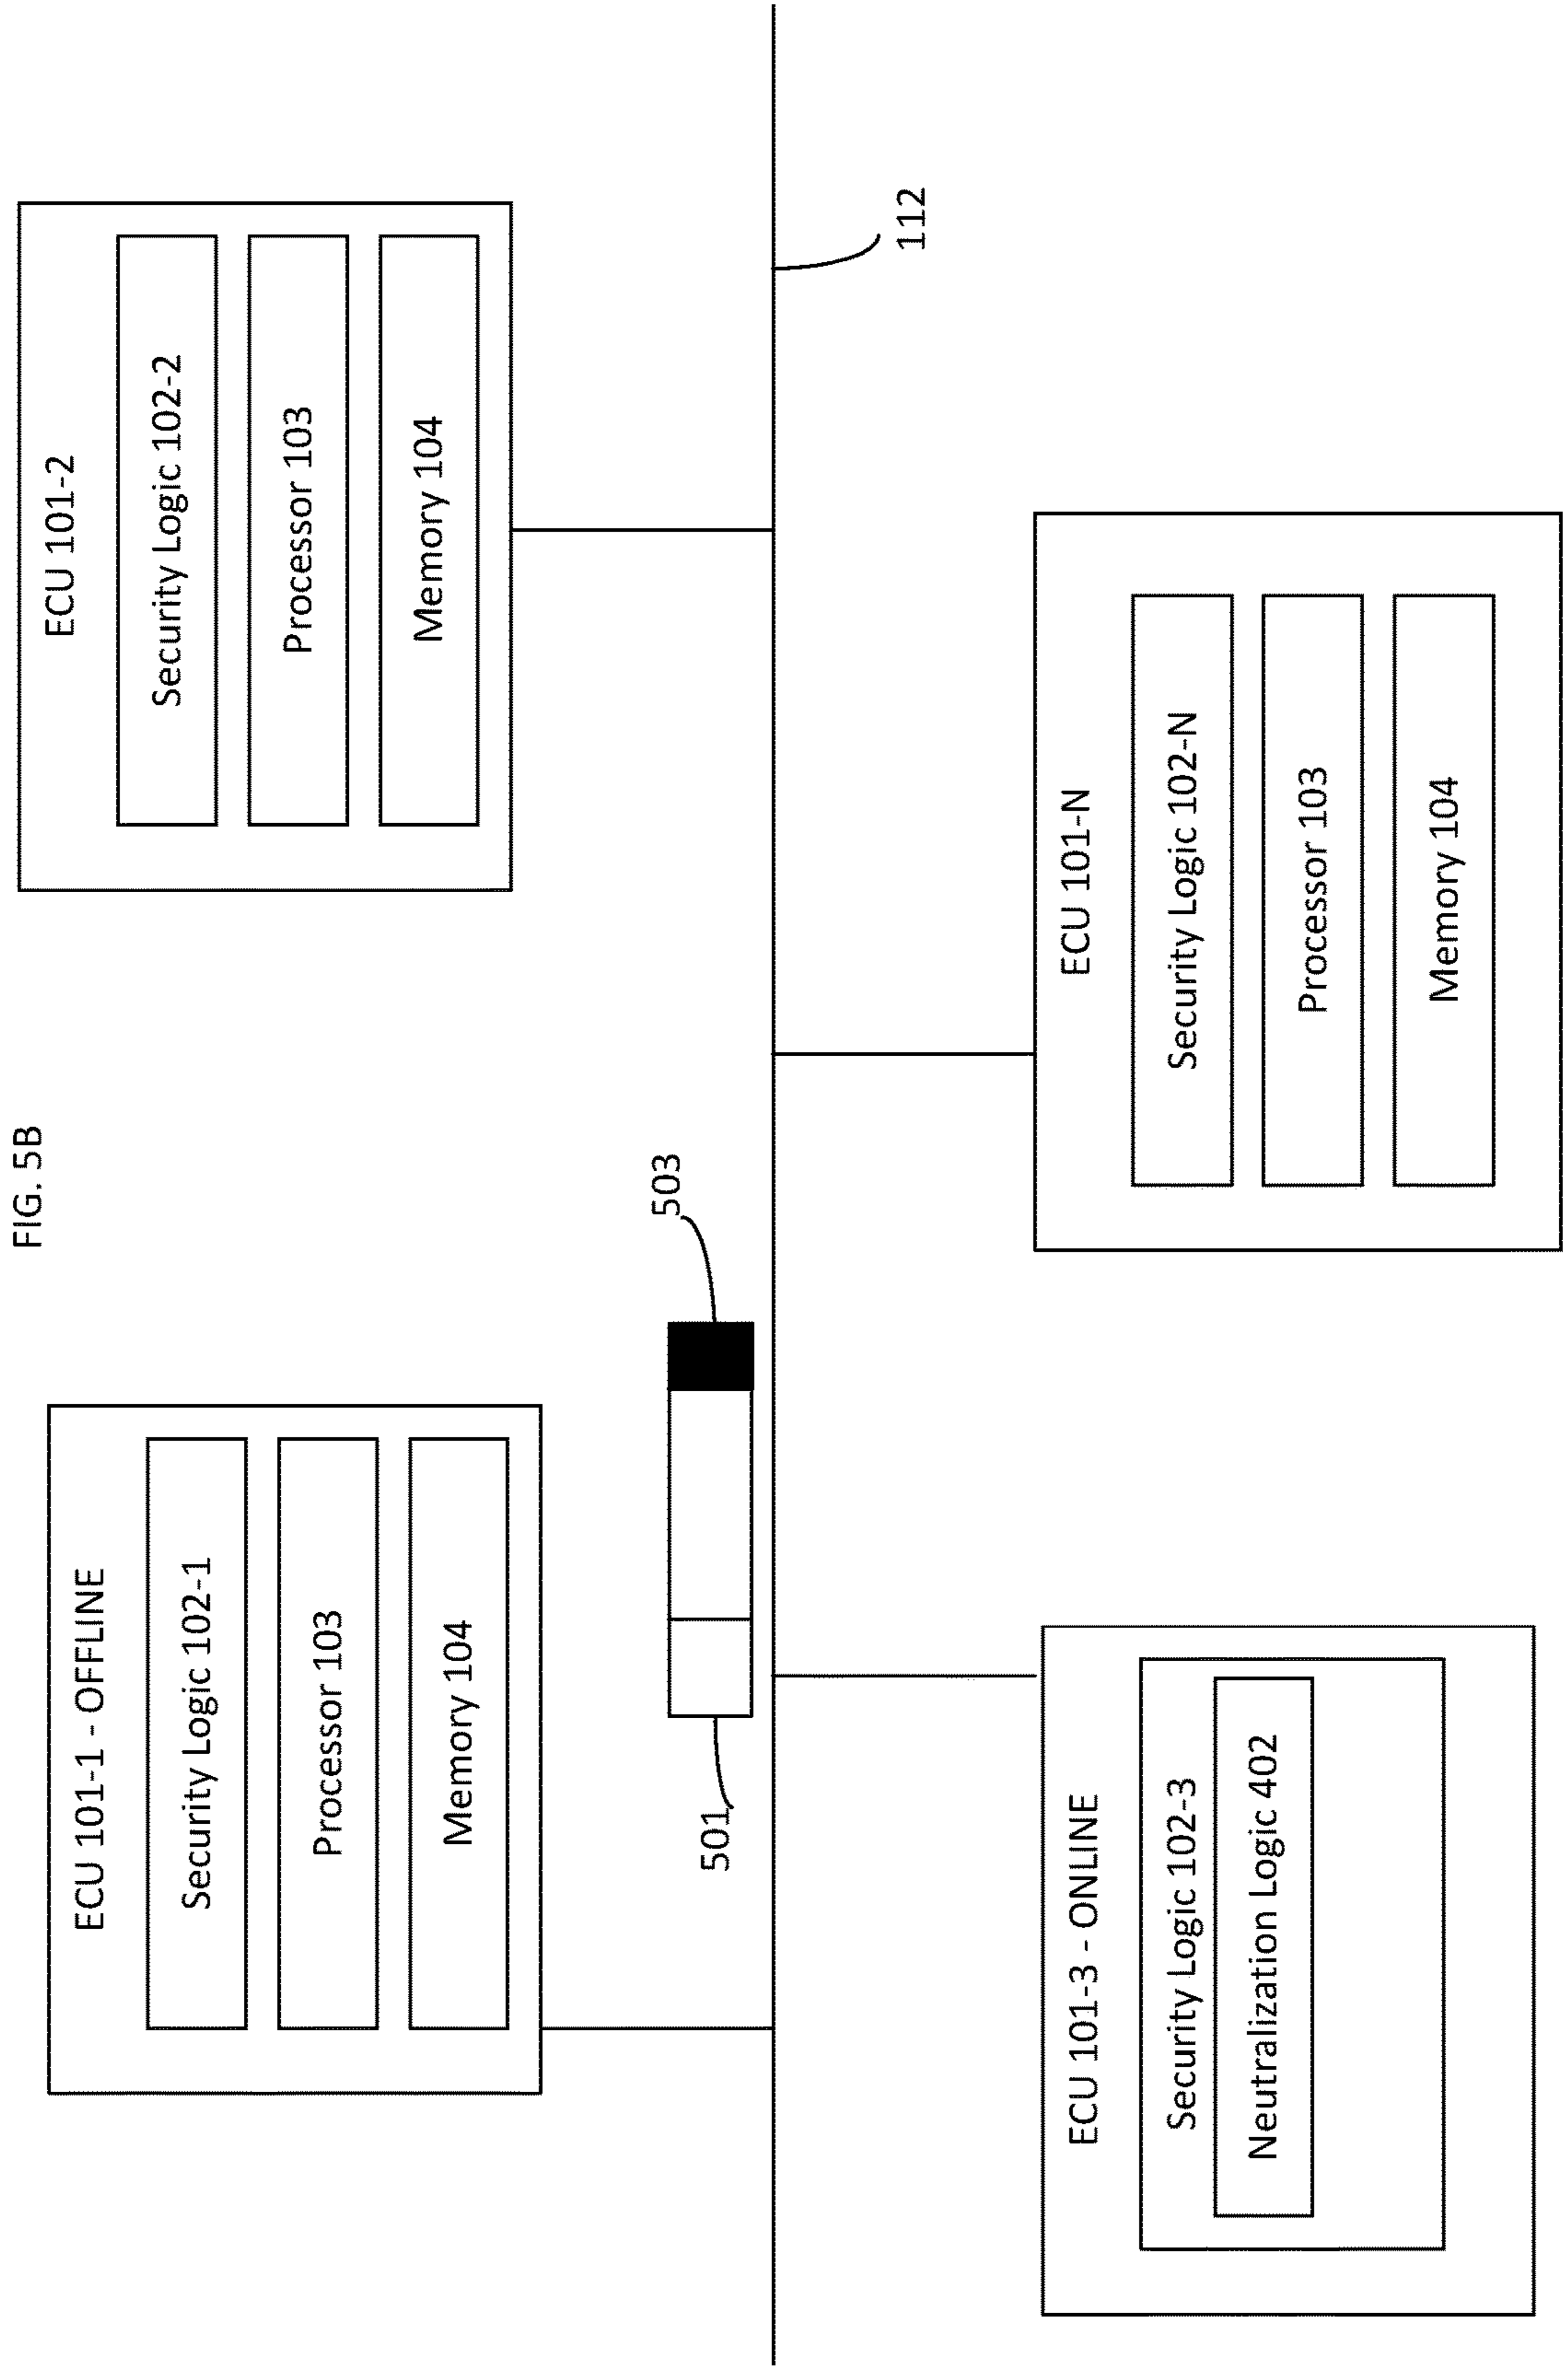 FIG. 5B
ECU 101-1 - OFFLINE
Security Logic 102-1
Processor 103
Memory 104
ECU 101-2
Security Logic 102-2
Processor 103
Memory 104
501
503
112
ECU 101-3 - ONLINE
Security Logic 102-3
Neutralization Logic 402
ECU 101-N
Security Logic 102-N
Processor 103
Memory 104